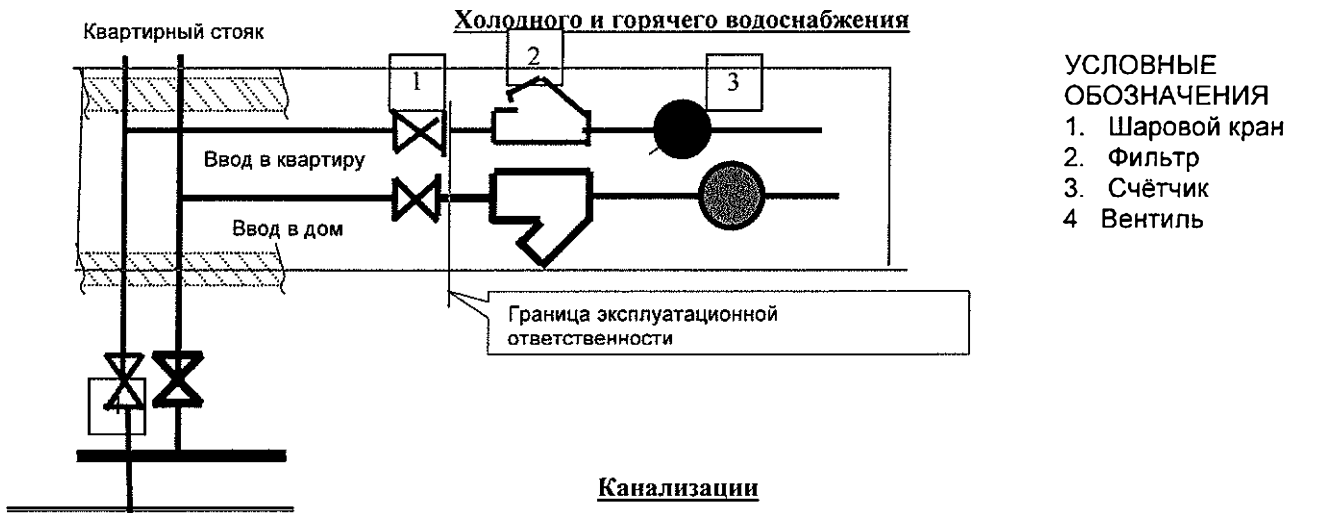 Холодного и горячего водоснабжения
Квартирный стояк
1
2
3
Ввод в квартиру
Ввод в дом
Граница эксплуатационной
ответственности
УСЛОВНЫЕ
ОБОЗНАЧЕНИЯ
1. Шаровой кран
2. Фильтр
3. Счётчик
4 Вентиль
Канализации